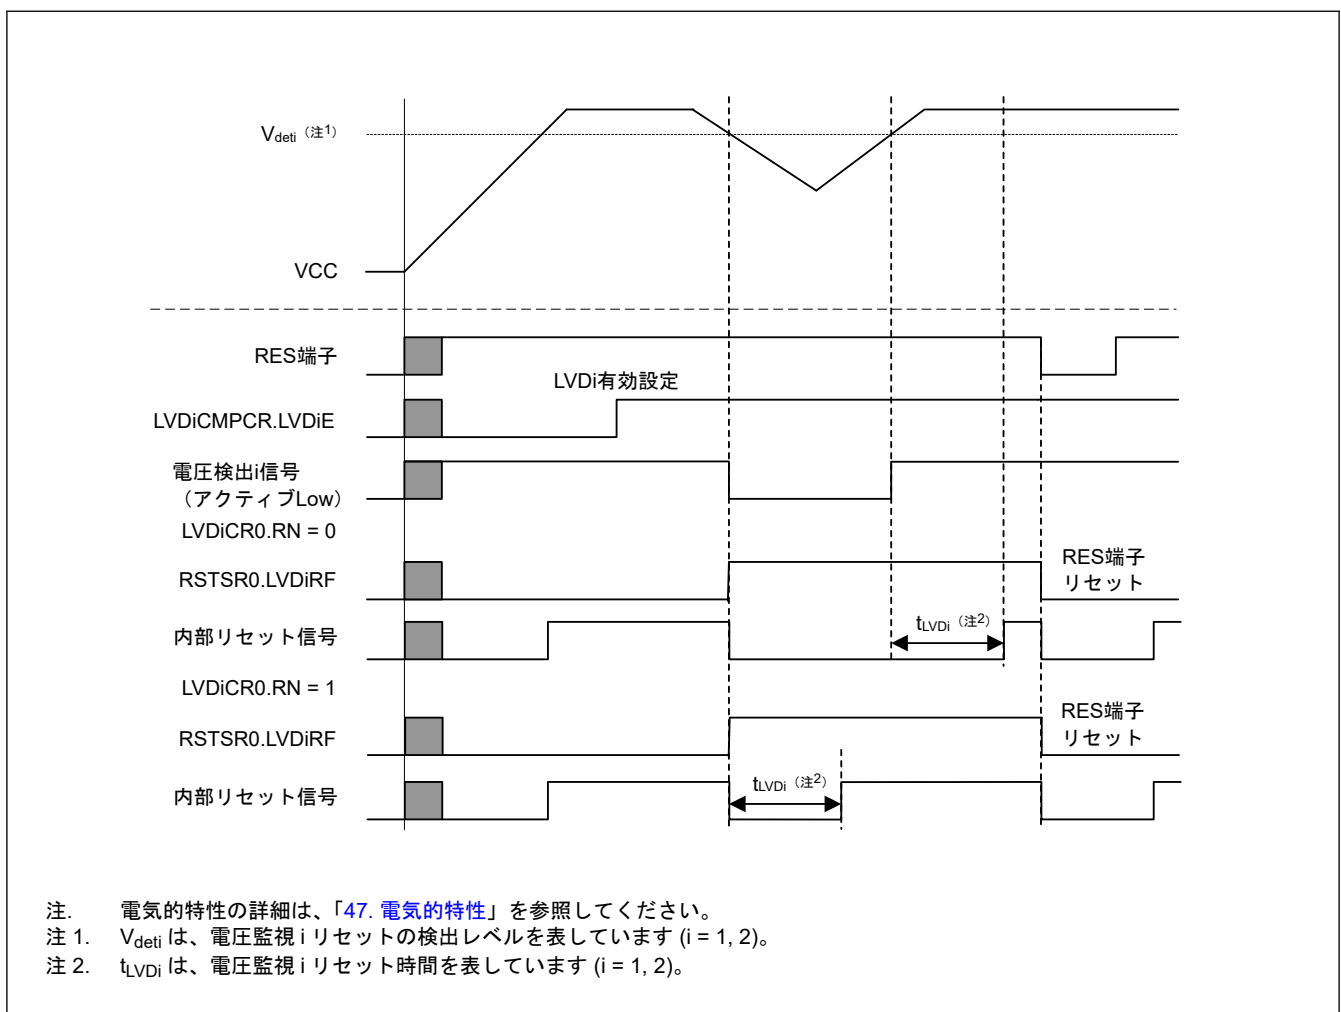 Vdeti（注1）
VCC
RES端子
LVDi有効設定
LVDiCMPCR.LVDiE
電圧検出i信号
（アクティブLow）
LVDiCR0.RN = 0
RES端子
リセット
RSTSR0.LVDiRF
tLVDi（注2）
内部リセット信号
LVDiCR0.RN = 1
RES端子
リセット
RSTSR0.LVDiRF
tLVDi（注2）
内部リセット信号
注. 電気的特性の詳細は、「47. 電気的特性」を参照してください。
注 1. Vdeti は、電圧監視 i リセットの検出レベルを表しています (i = 1, 2)。
注 2. tLVDi は、電圧監視 i リセット時間を表しています (i = 1, 2)。